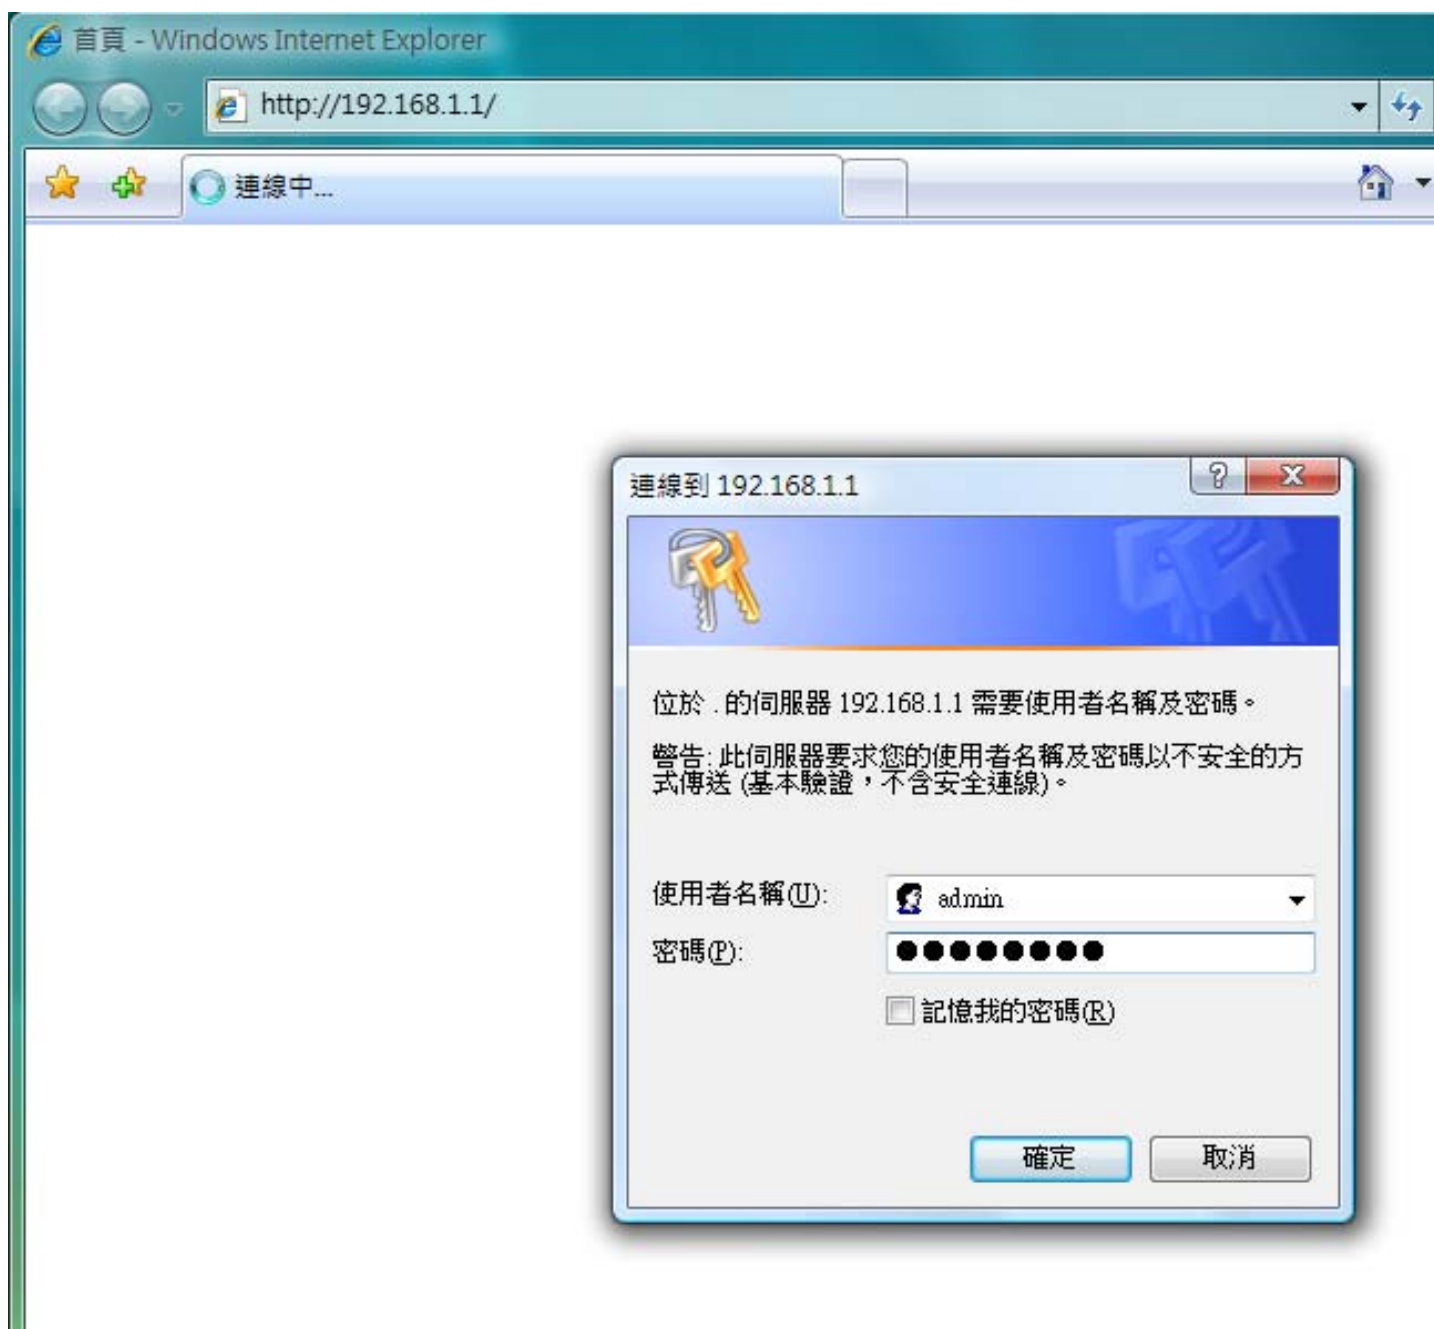 首頁 - Windows Internet Explorer
http://192.168.1.1/
連線中...
連線到 192.168.1.1
位於 . 的伺服器 192.168.1.1 需要使用者名稱及密碼。
警告: 此伺服器要求您的使用者名稱及密碼以不安全的方
式傳送 (基本驗證，不含安全連線)。
使用者名稱(U): admin
密碼(P): ●●●●●●●●
記憶我的密碼(R)
確定 取消